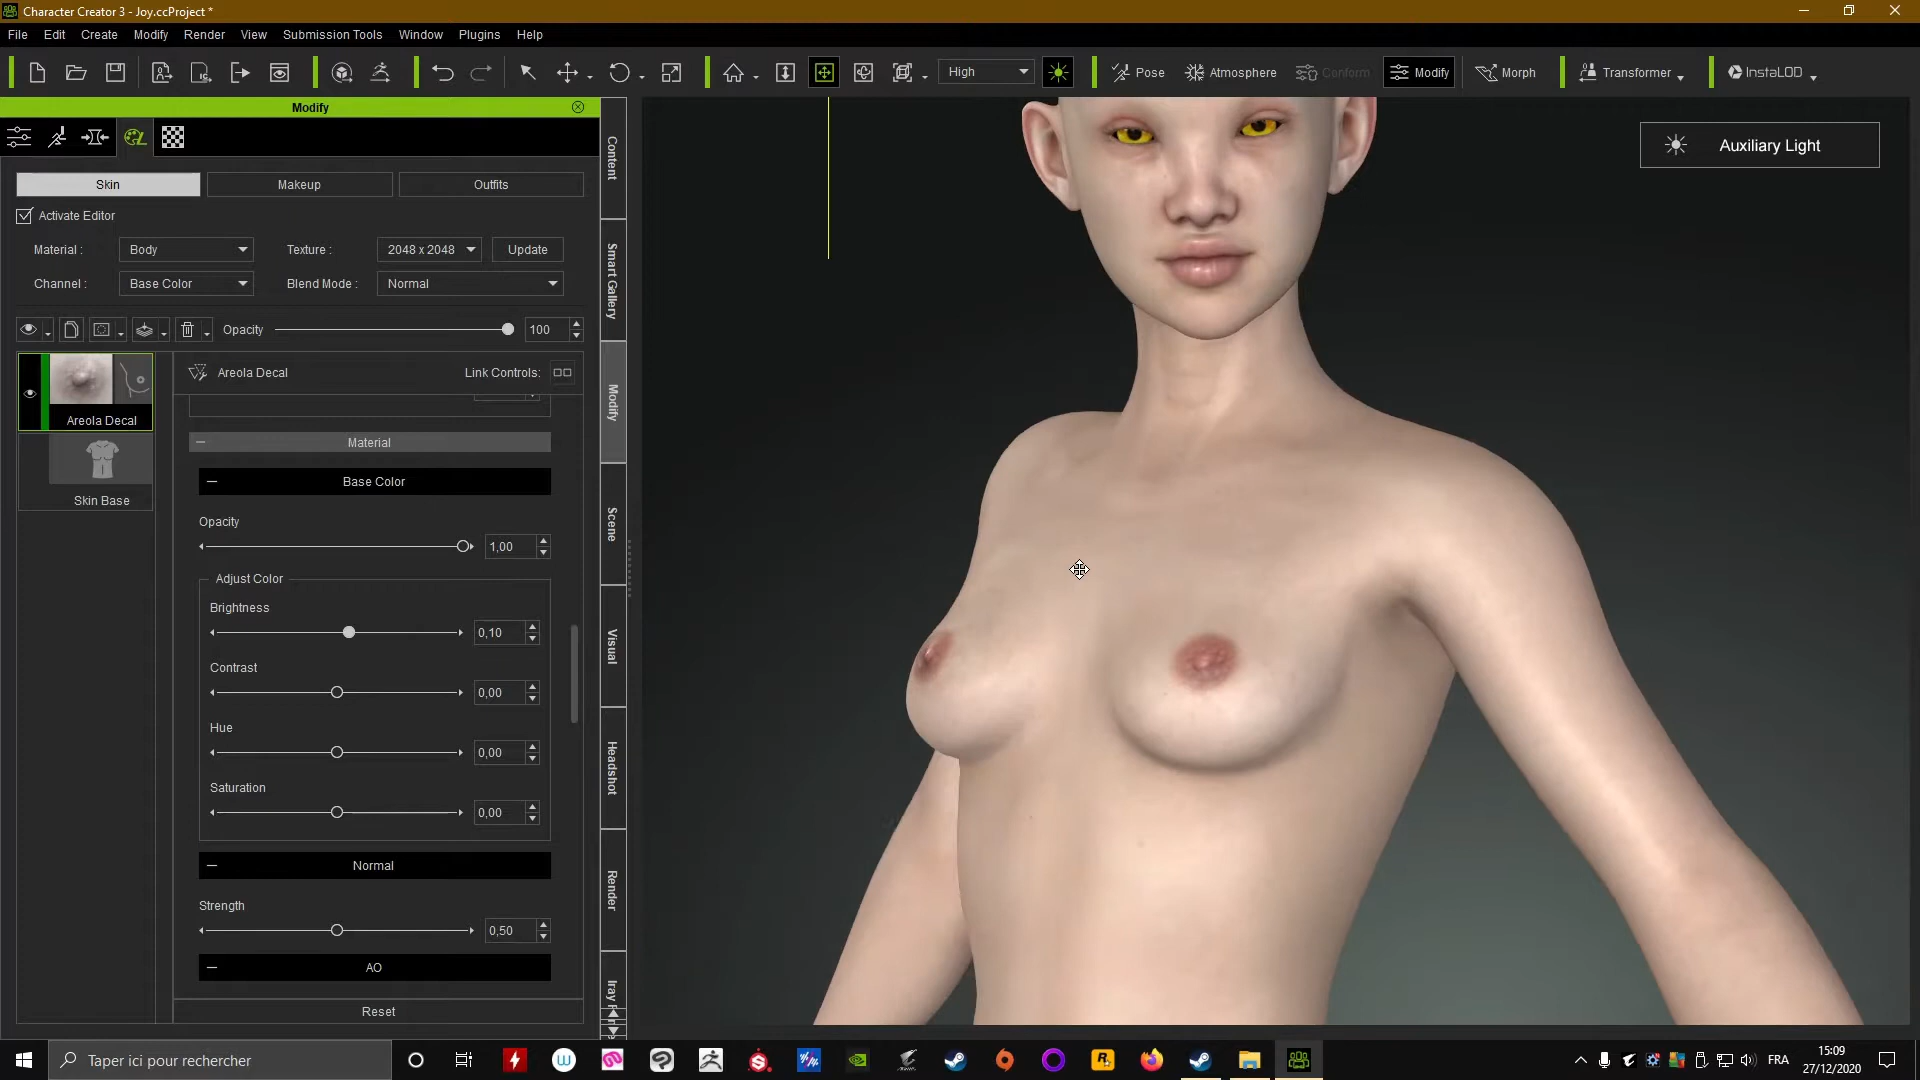 Character Creator 3 - Joy.ccProject *
File Edit Create Modify Render View Submission Tools Window Plugins Help
High Pose Atmosphere Conform Modify Morph Transformer InstaLOD
Modify
Skin Makeup Outfits
Activate Editor
Material : Body Texture : 2048 x 2048 Update
Channel : Base Color Blend Mode : Normal
Opacity 100
Areola Decal
Skin Base
Areola Decal Link Controls:
Material
Base Color
Opacity
1,00
Adjust Color
Brightness
0,10
Contrast
0,00
Hue
0,00
Saturation
0,00
Normal
Strength
0,50
AO
Reset
Content
Smart Gallery
Modify
Scene
Visual
Headshot
Render
Iray
Auxiliary Light
Taper ici pour rechercher
FRA
15:09
27/12/2020